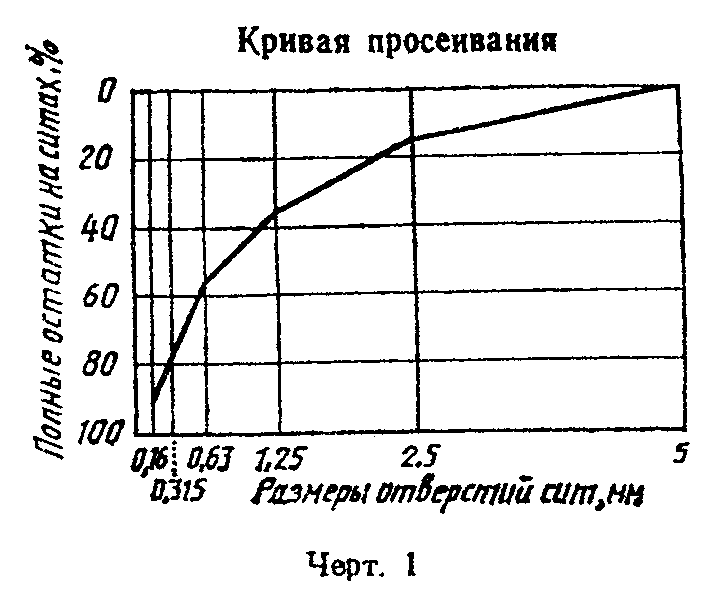 Кривая просеивания
Полные остатки на ситах, %
0
20
40
60
80
100
0,16 0,63 1,25 2.5 5
0,315 Размеры отверстий сит, мм
Черт. 1